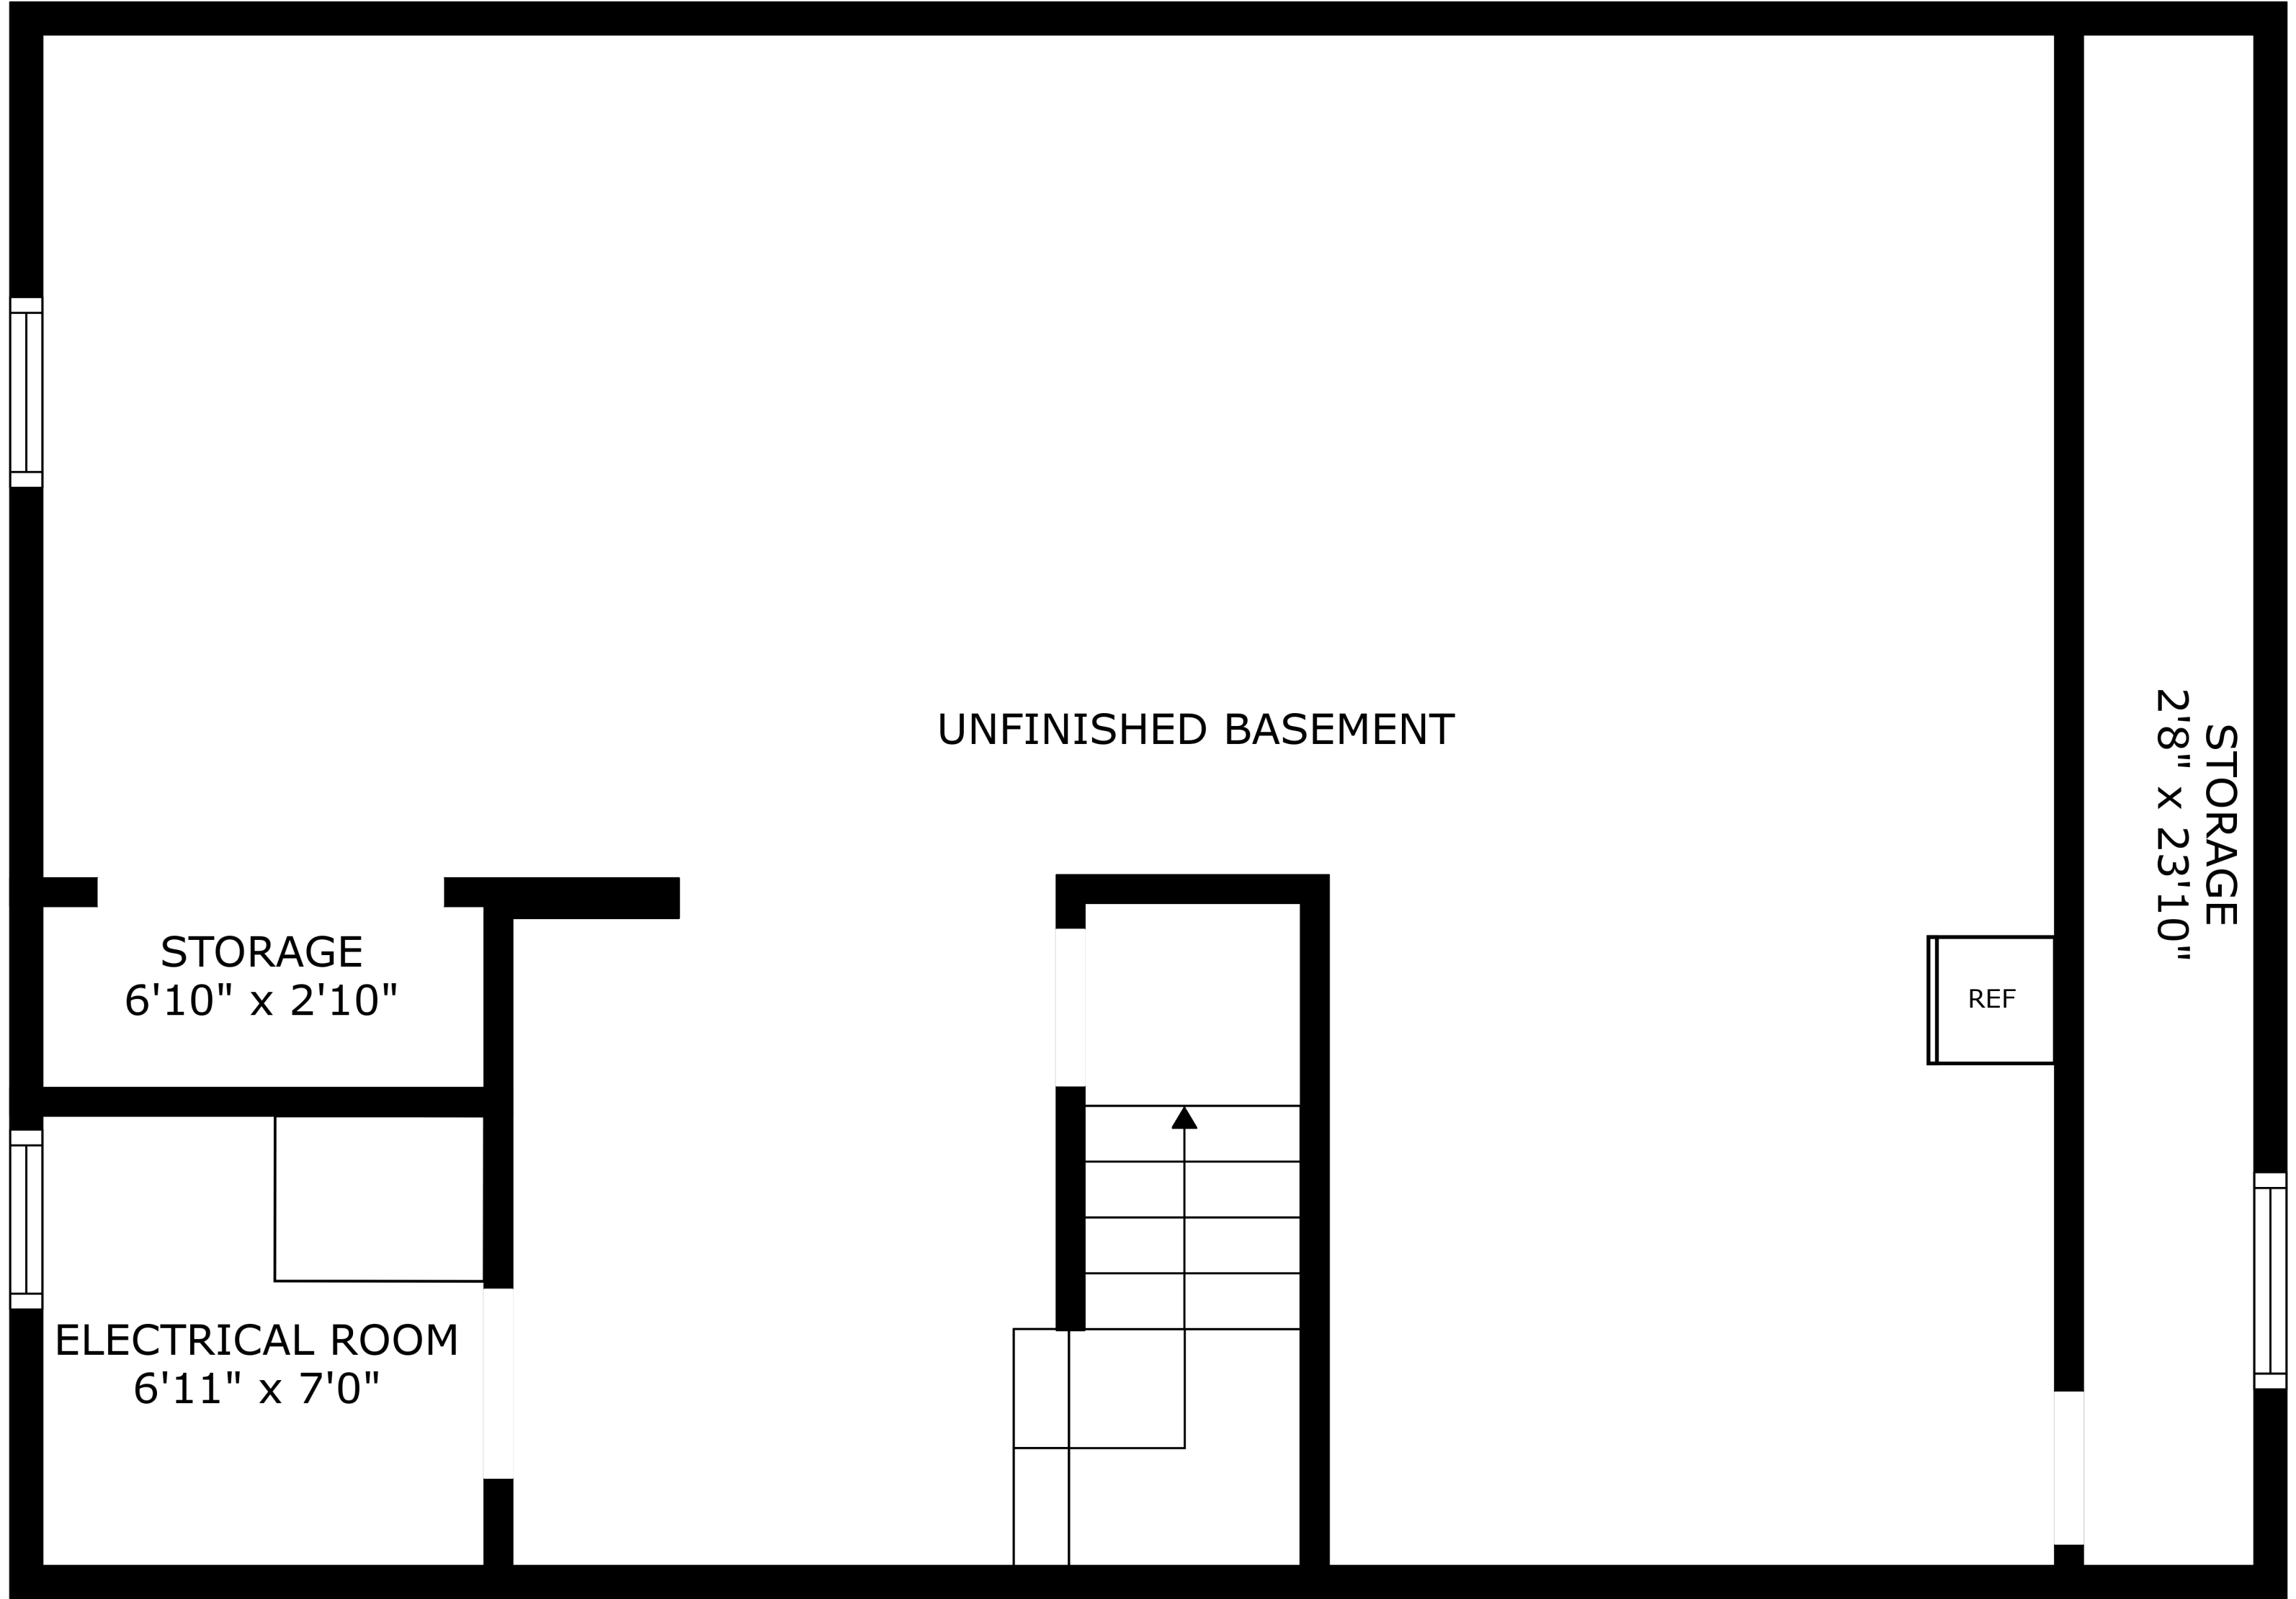 UNFINISHED BASEMENT
STORAGE
2'8" x 23'10"
STORAGE
6'10" x 2'10"
REF
ELECTRICAL ROOM
6'11" x 7'0"